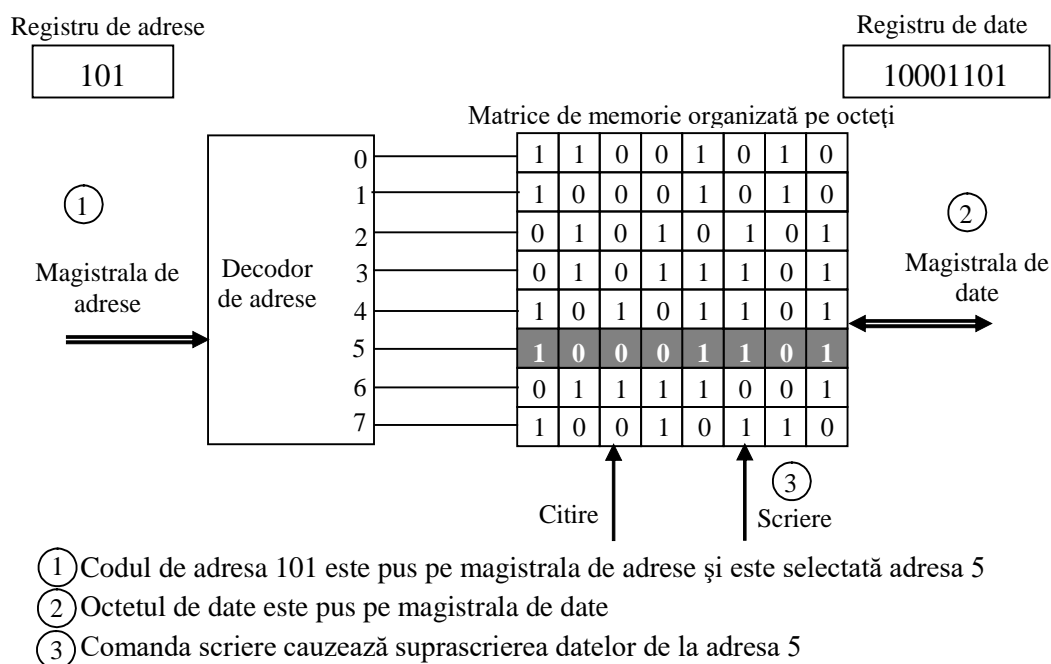 Registru de adrese
Registru de date
101
10001101
Matrice de memorie organizată pe octeţi
0 1 1 0 0 1 0 1 0
1 1 0 0 0 1 0 1 0
2 0 1 0 1 0 1 0 1
3 0 1 0 1 1 1 0 1
4 1 0 1 0 1 1 0 1
5 1 0 0 0 1 1 0 1
6 0 1 1 1 1 0 0 1
7 1 0 0 1 0 1 1 0
1
Magistrala de
adrese
Decodor
de adrese
2
Magistrala de
date
Citire
3
Scriere
1 Codul de adresa 101 este pus pe magistrala de adrese şi este selectată adresa 5
2 Octetul de date este pus pe magistrala de date
3 Comanda scriere cauzează suprascrierea datelor de la adresa 5